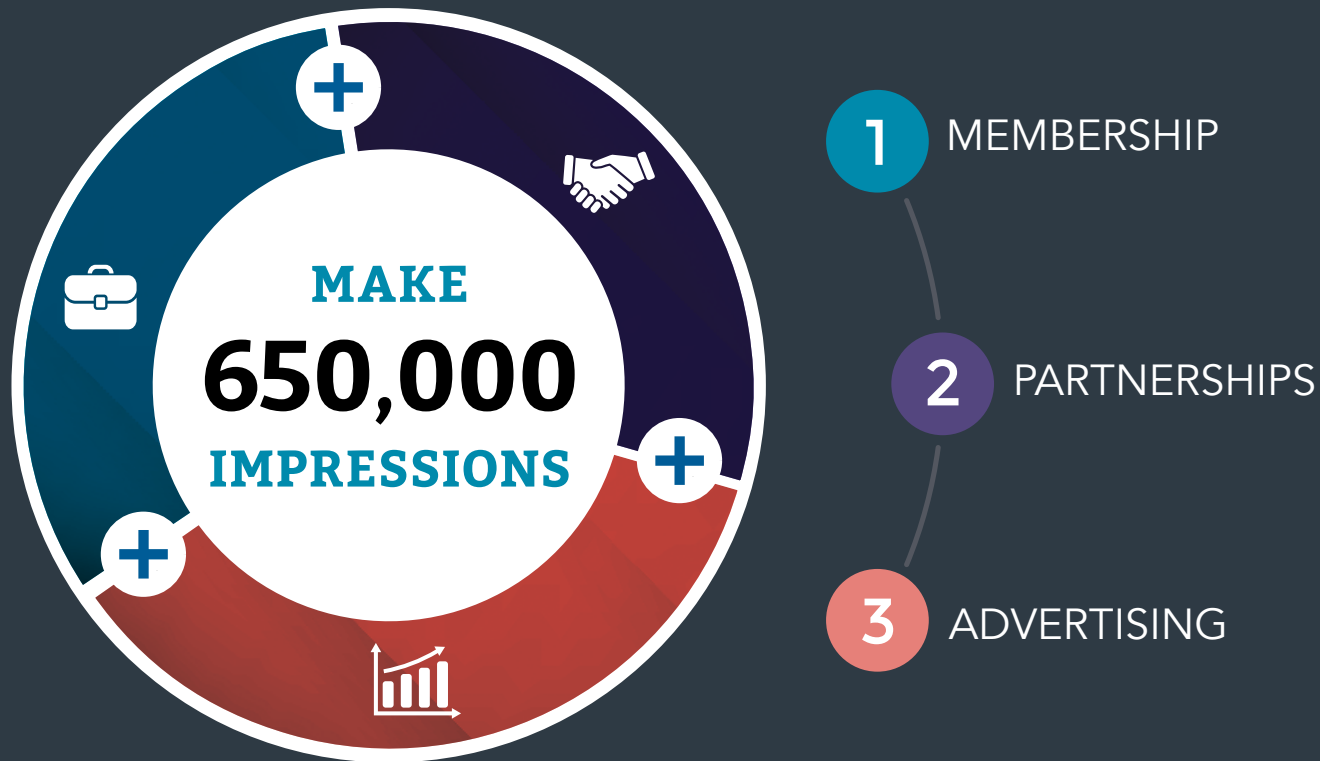 MAKE
650,000
IMPRESSIONS
1 MEMBERSHIP
2 PARTNERSHIPS
3 ADVERTISING